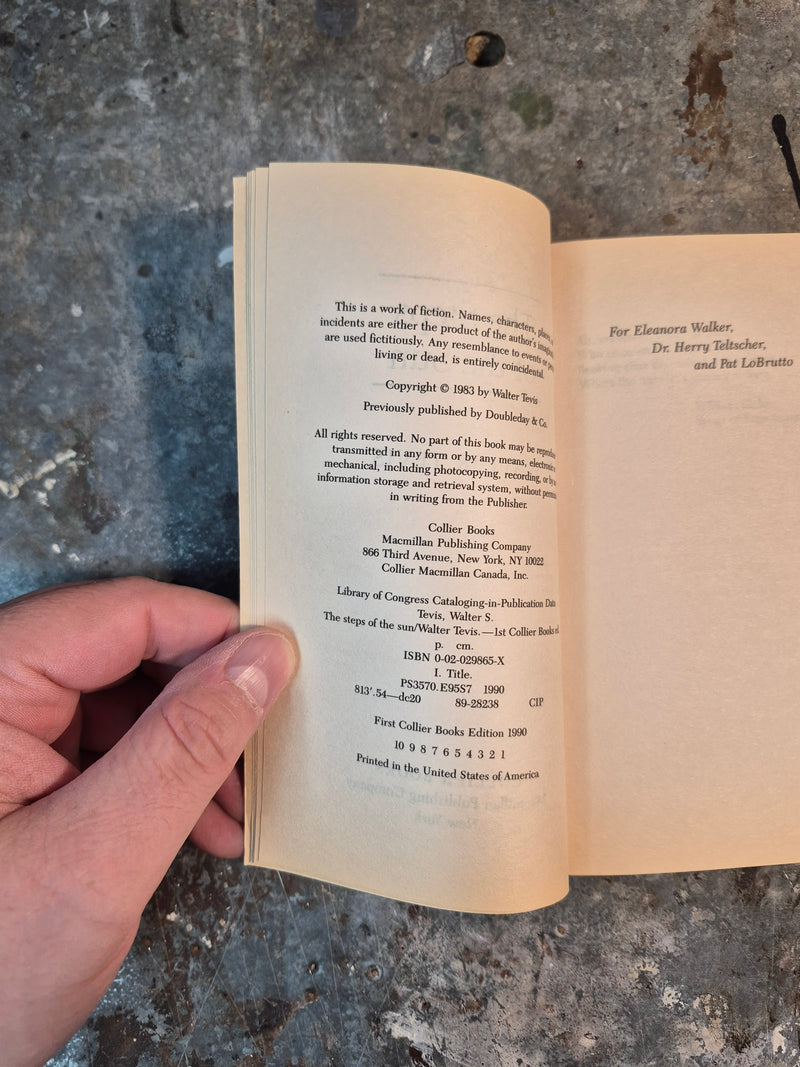 This is a work of fiction. Names, characters, places,
incidents are either the product of the author's
are used fictitiously. Any resemblance to events or
living or dead, is entirely coincidental.
Copyright © 1983 by Walter Tevis
Previously published by Doubleday & Co.
All rights reserved. No part of this book may be
transmitted in any form or by any means, electronic
mechanical, including photocopying, recording, or by
information storage and retrieval system, without
in writing from the Publisher.
Collier Books
Macmillan Publishing Company
866 Third Avenue, New York, NY 10022
Collier Macmillan Canada, Inc.
Library of Congress Cataloging-in-Publication Data
Tevis, Walter S.
The steps of the sun/Walter Tevis.—1st Collier Books ed.
p. cm.
ISBN 0-02-029865-X
I. Title.
PS3570.E95S7 1990
813'.54—dc20 89-28238 CIP
First Collier Books Edition 1990
10 9 8 7 6 5 4 3 2 1
Printed in the United States of America
For Eleanora Walker,
Dr. Herry Teltscher,
and Pat LoBrutto